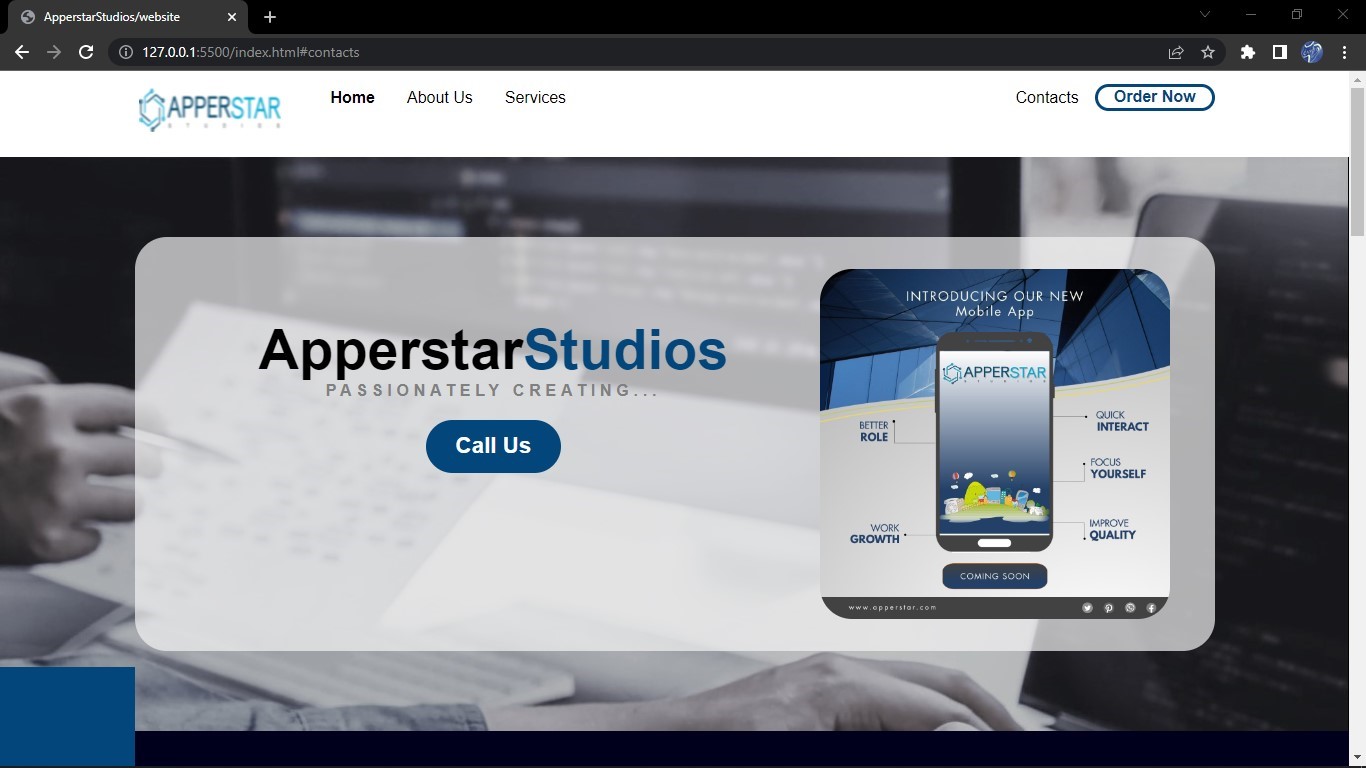 ApperstarStudios/website
127.0.0.1:5500/index.html#contacts
APPERSTAR
STUDIOS
Home About Us Services Contacts Order Now
ApperstarStudios
PASSIONATELY CREATING...
Call Us
INTRODUCING OUR NEW
Mobile App
APPERSTAR
STUDIOS
BETTER
ROLE
QUICK
INTERACT
FOCUS
YOURSELF
WORK
GROWTH
IMPROVE
QUALITY
COMING SOON
www.apperstar.com